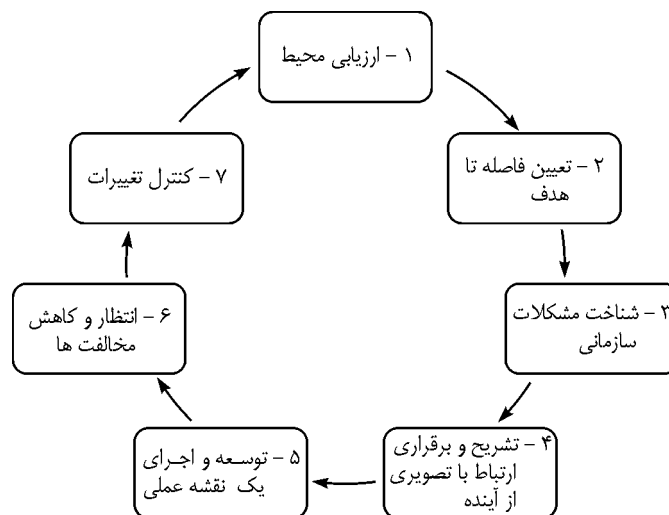 ۱ - ارزیابی محیط
۲ - تعیین فاصله تا
هدف
۳ - شناخت مشکلات
سازمانی
۴ - تشریح و برقراری
ارتباط با تصویری
از آینده
۵ - توسعه و اجرای
یک نقشه عملی
۶ - انتظار و کاهش
مخالفت ها
۷ - کنترل تغییرات